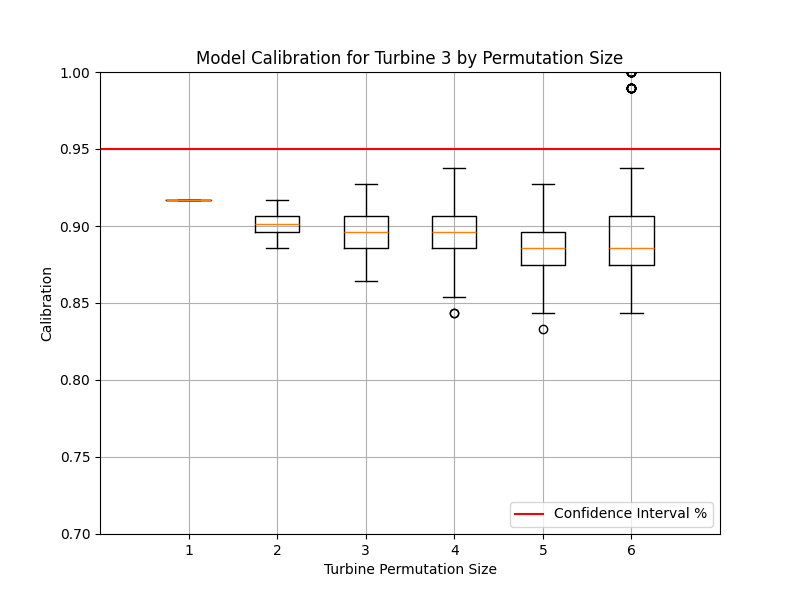 Model Calibration for Turbine 3 by Permutation Size
1.00
0.95
0.90
0.85
0.80
0.75
0.70
Calibration
Confidence Interval %
1 2 3 4 5 6
Turbine Permutation Size